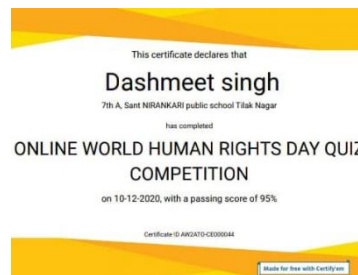 This certificate declares that
Dashmeet singh
7th A, Sant NIRANKARI public school Tilak Nagar
has completed
ONLINE WORLD HUMAN RIGHTS DAY QUIZ
COMPETITION
on 10-12-2020, with a passing score of 95%
Certificate ID AW2ATO-CE000044
Made for free with Certify'em